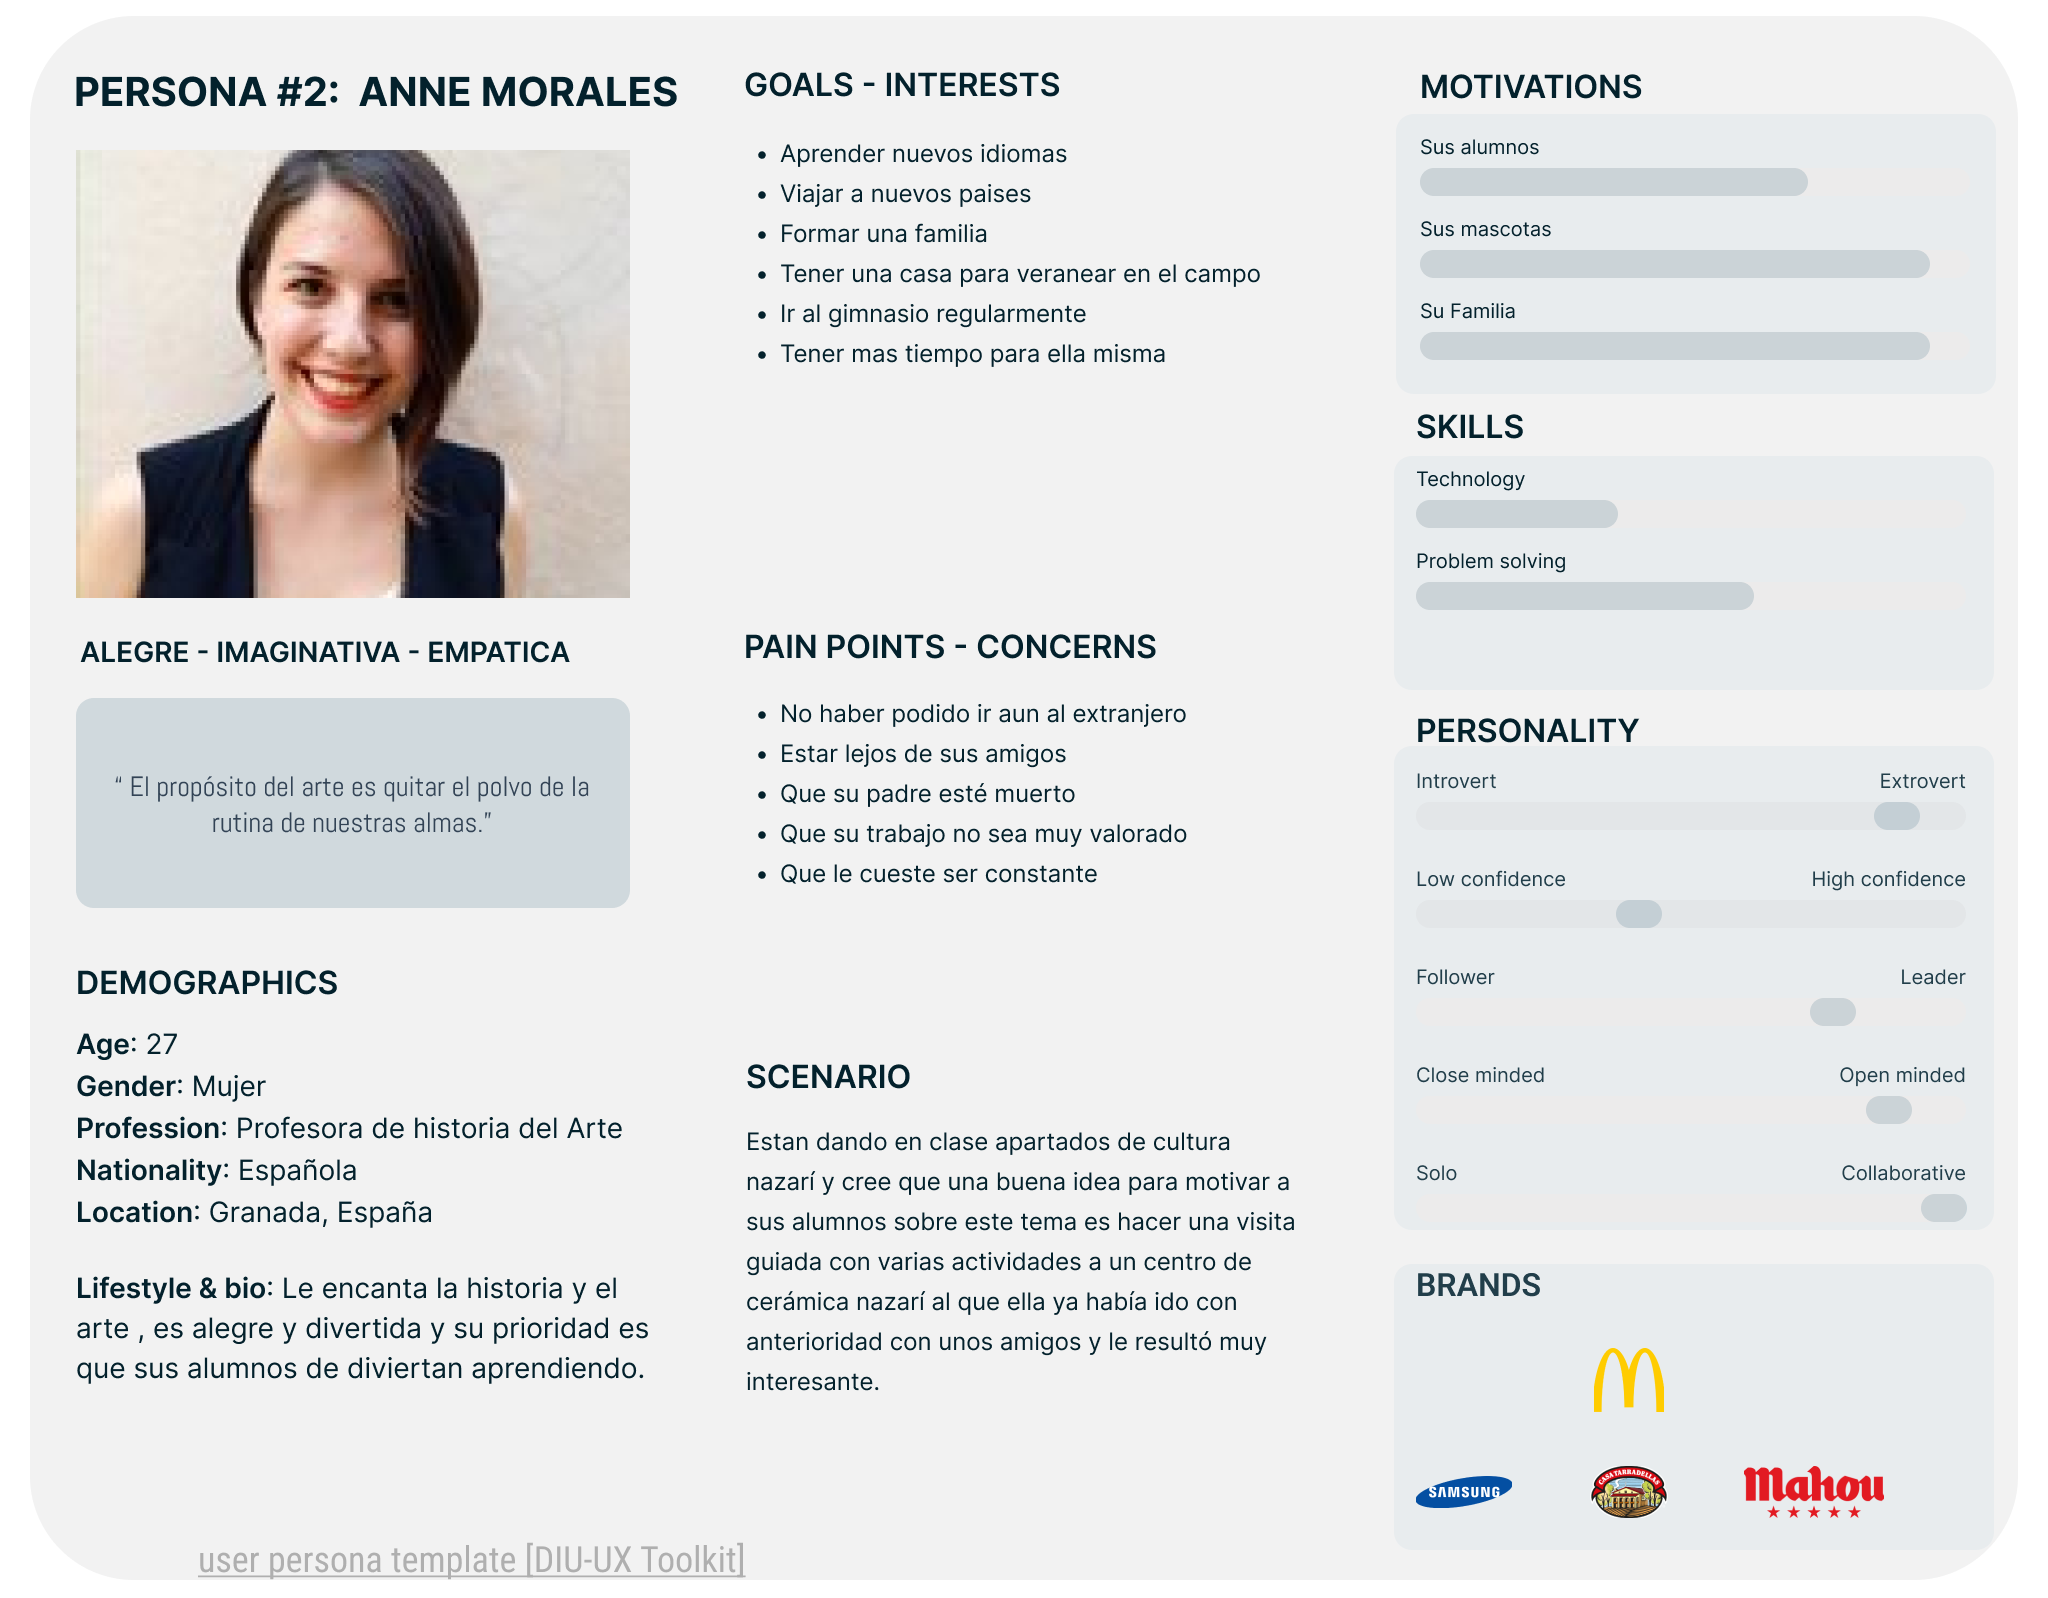 PERSONA #2: ANNE MORALES
ALEGRE - IMAGINATIVA - EMPATICA
“ El propósito del arte es quitar el polvo de la
rutina de nuestras almas.”
DEMOGRAPHICS
Age: 27
Gender: Mujer
Profession: Profesora de historia del Arte
Nationality: Española
Location: Granada, España
Lifestyle & bio: Le encanta la historia y el
arte , es alegre y divertida y su prioridad es
que sus alumnos de diviertan aprendiendo.
GOALS - INTERESTS
• Aprender nuevos idiomas
• Viajar a nuevos paises
• Formar una familia
• Tener una casa para veranear en el campo
• Ir al gimnasio regularmente
• Tener mas tiempo para ella misma
PAIN POINTS - CONCERNS
• No haber podido ir aun al extranjero
• Estar lejos de sus amigos
• Que su padre esté muerto
• Que su trabajo no sea muy valorado
• Que le cueste ser constante
SCENARIO
Estan dando en clase apartados de cultura
nazarí y cree que una buena idea para motivar a
sus alumnos sobre este tema es hacer una visita
guiada con varias actividades a un centro de
cerámica nazarí al que ella ya había ido con
anterioridad con unos amigos y le resultó muy
interesante.
MOTIVATIONS
Sus alumnos
Sus mascotas
Su Familia
SKILLS
Technology
Problem solving
PERSONALITY
Introvert Extrovert
Low confidence High confidence
Follower Leader
Close minded Open minded
Solo Collaborative
BRANDS
SAMSUNG
CASA TARRADELLAS
Mahou
user persona template [DIU-UX Toolkit]